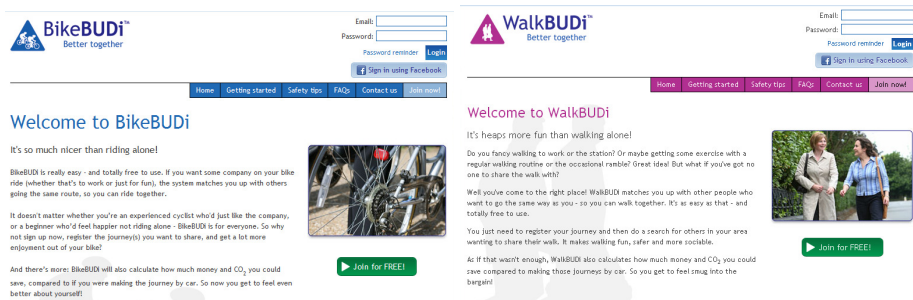 BikeBUDi™
Better together
Email:
Password:
Password reminder Login
Sign in using Facebook
Home Getting started Safety tips FAQs Contact us Join now!
Welcome to BikeBUDi
It's so much nicer than riding alone!
BikeBUDi is really easy - and totally free to use. If you want some company on your bike
ride (whether that's to work or just for fun), the system matches you up with others
going the same route, so you can ride together.
It doesn't matter whether you're an experienced cyclist who'd just like the company,
or a beginner who'd feel happier not riding alone - BikeBUDi is for everyone. So why
not sign up now, register the journey(s) you want to share, and get a lot more
enjoyment out of your bike?
And there's more: BikeBUDi will also calculate how much money and CO₂ you could
save, compared to if you were making the journey by car. So now you get to feel even
better about yourself!
Join for FREE!
WalkBUDi™
Better together
Email:
Password:
Password reminder Login
Sign in using Facebook
Home Getting started Safety tips FAQs Contact us Join now!
Welcome to WalkBUDi
It's heaps more fun than walking alone!
Do you fancy walking to work or the station? Or maybe getting some exercise with a
regular walking routine or the occasional ramble? Great idea! But what if you've got no
one to share the walk with?
Well you've come to the right place! WalkBUDi matches you up with other people who
want to go the same way as you - so you can walk together. It's as easy as that - and
totally free to use.
You just need to register your journey and then do a search for others in your area
wanting to share their walk. It makes walking fun, safer and more sociable.
As if that wasn't enough, WalkBUDi also calculates how much money and CO₂ you could
save compared to making those journeys by car. So you get to feel smug into the
bargain!
Join for FREE!